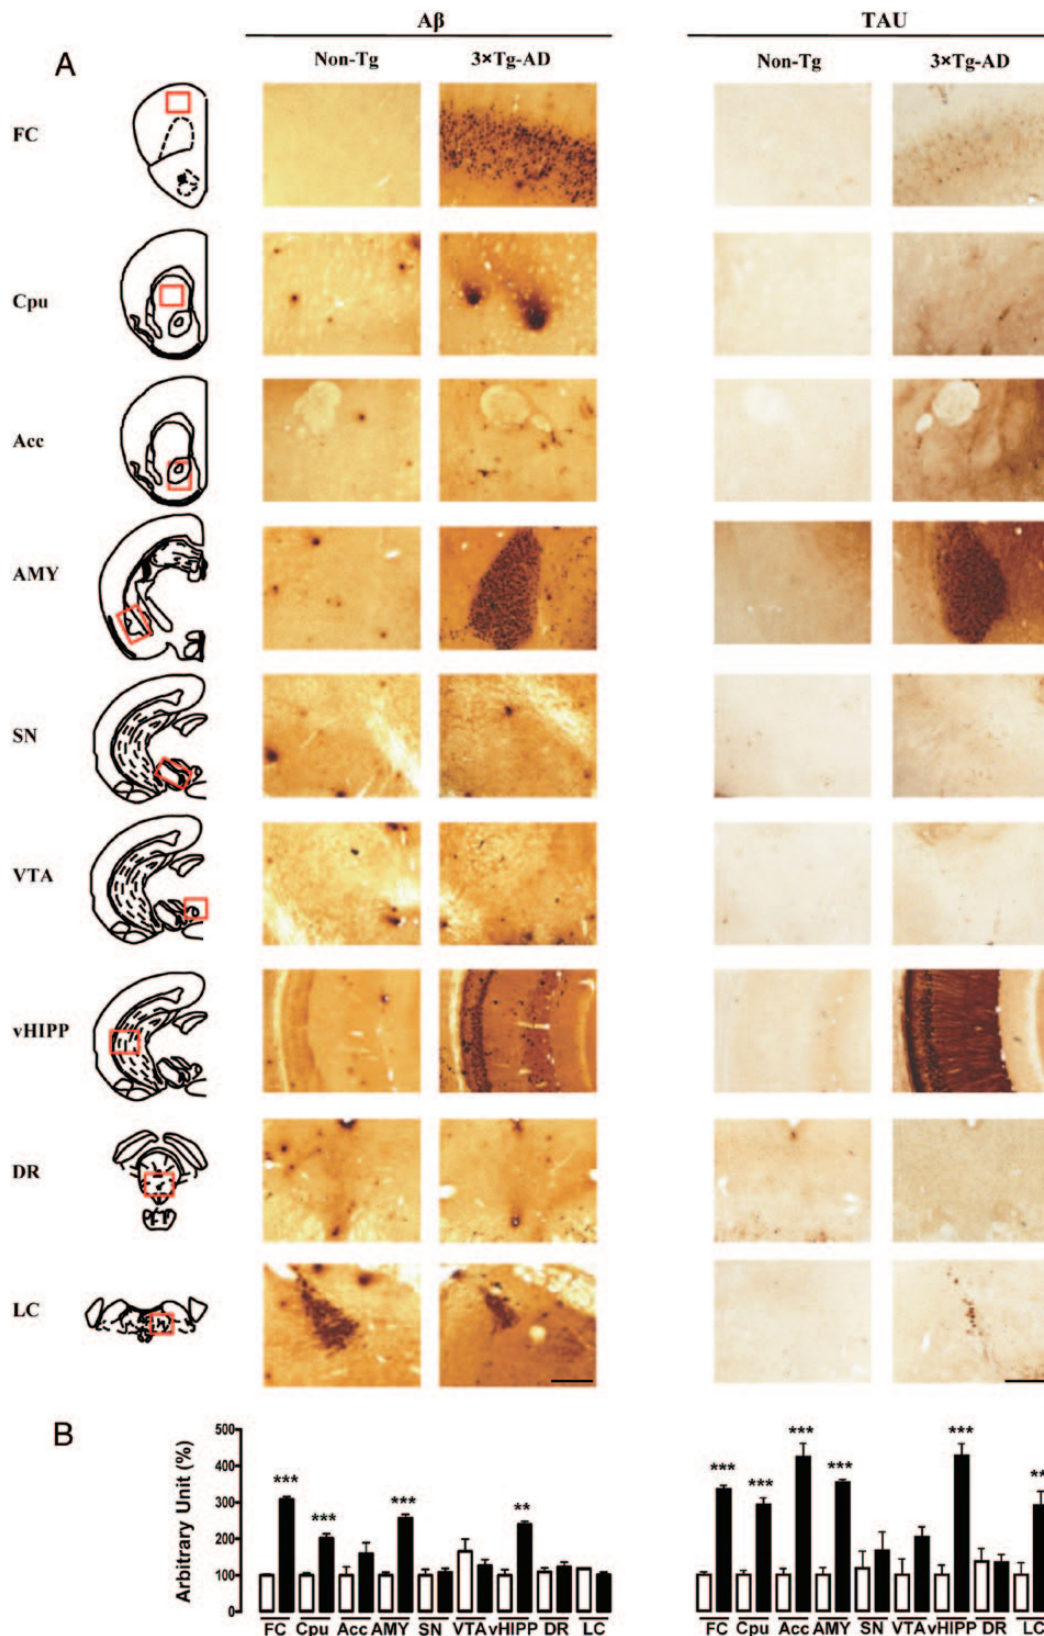 Aβ TAU
A Non-Tg 3×Tg-AD Non-Tg 3×Tg-AD
FC
Cpu
Acc
AMY
SN
VTA
vHIPP
DR
LC
B
Arbitrary Unit (%)
500
400
300
200
100
0
*** *** *** **
*** *** *** *** *** **
FC Cpu Acc AMY SN VTA vHIPP DR LC
FC Cpu Acc AMY SN VTA vHIPP DR LC